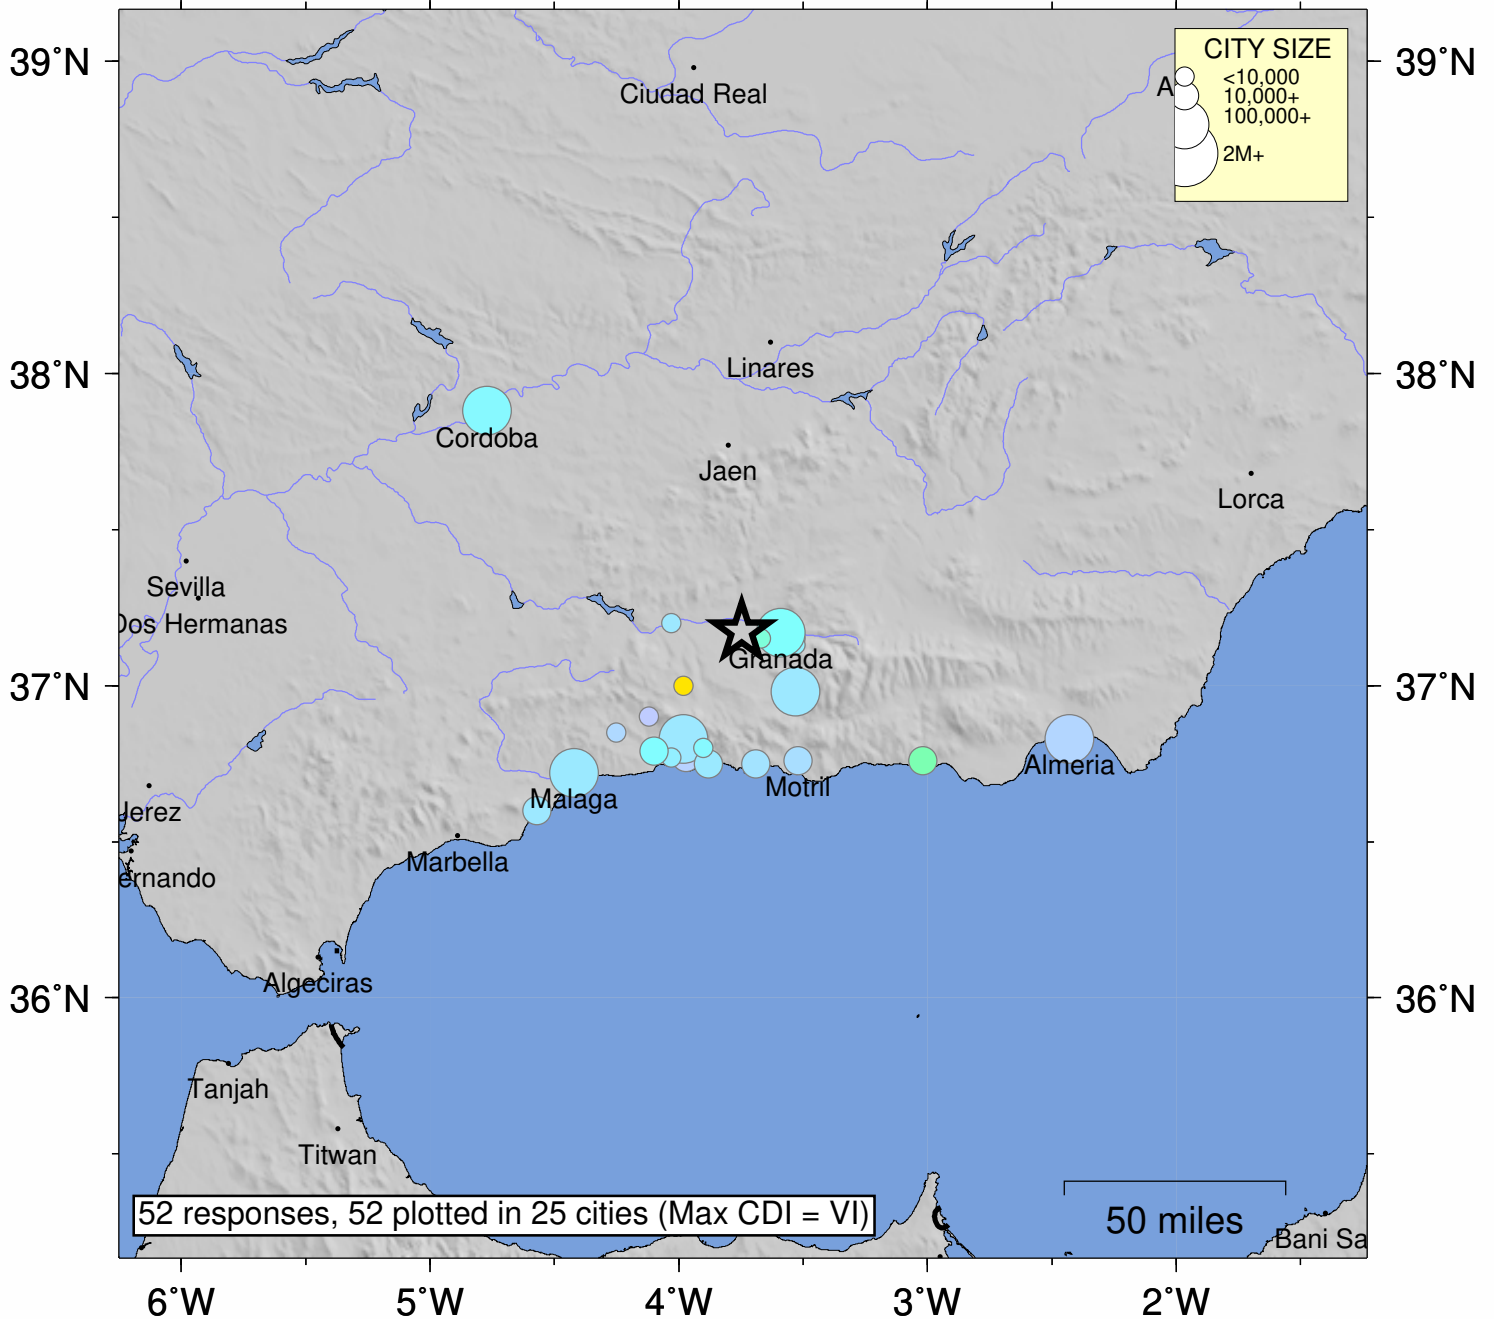 39°N
39°N
38°N
38°N
37°N
37°N
36°N
36°N
6°W
5°W
4°W
3°W
2°W
CITY SIZE
<10,000
10,000+
100,000+
2M+
Ciudad Real
A
Linares
Cordoba
Jaen
Lorca
Sevilla
Dos Hermanas
Granada
Almeria
Motril
Malaga
Jerez
Marbella
ernando
Algeciras
Tanjah
Titwan
52 responses, 52 plotted in 25 cities (Max CDI = VI)
50 miles
Bani Sa